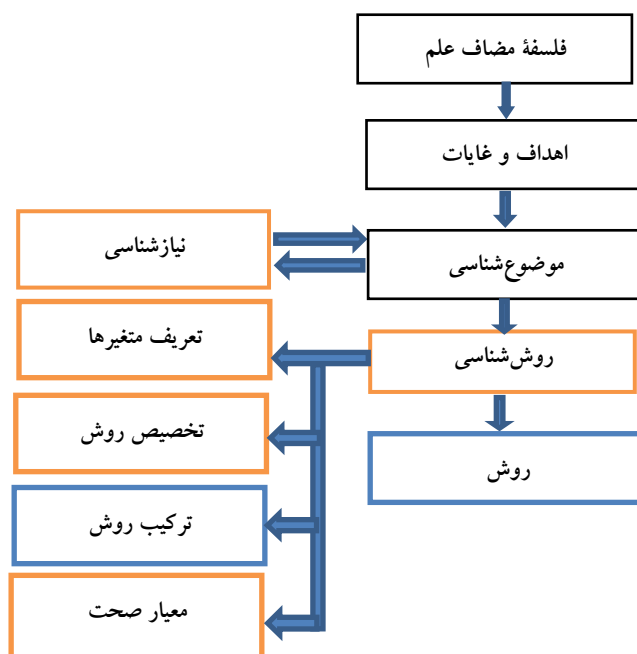 فلسفهٔ مضاف علم
اهداف و غایات
موضوع‌شناسی
نیازشناسی
روش‌شناسی
تعریف متغیرها
تخصیص روش
روش
ترکیب روش
معیار صحت